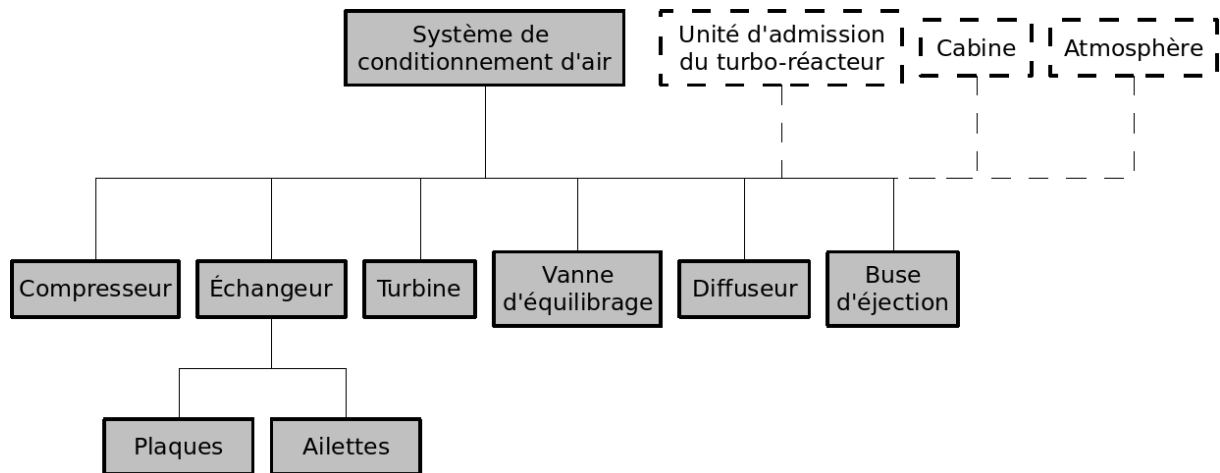 Système de
conditionnement d'air
Unité d'admission
du turbo-réacteur
Cabine
Atmosphère
Compresseur
Échangeur
Turbine
Vanne
d'équilibrage
Diffuseur
Buse
d'éjection
Plaques
Ailettes